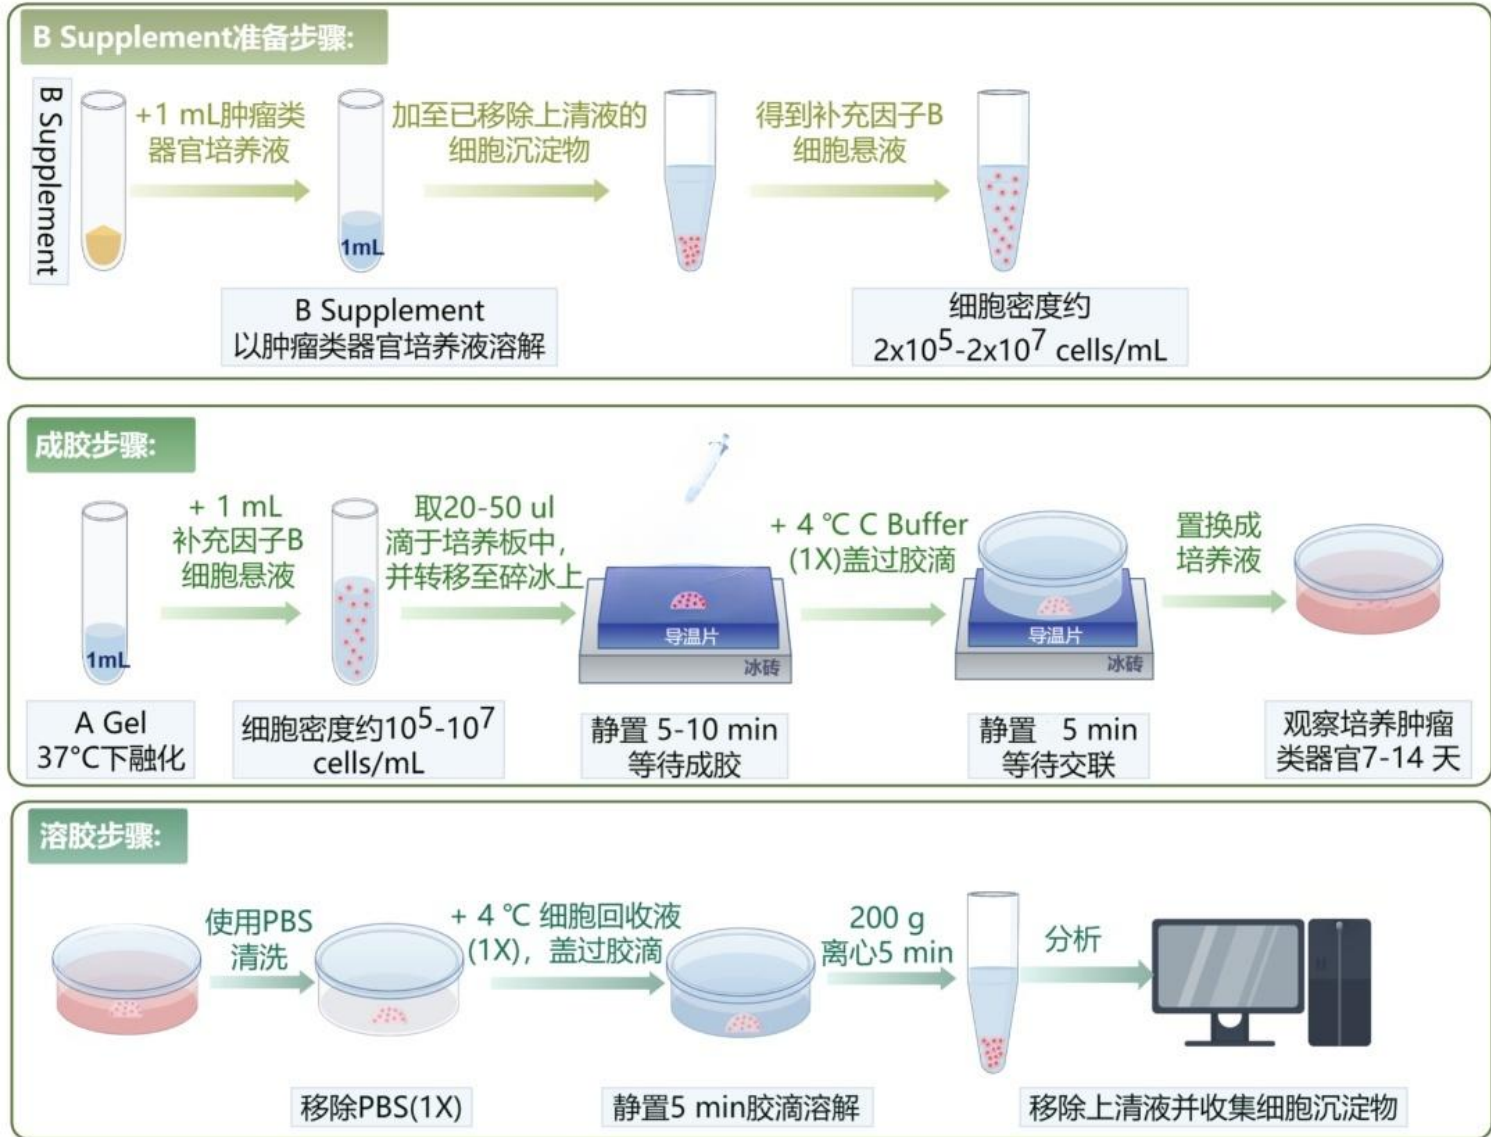 B Supplement准备步骤:
B Supplement
+1 mL肿瘤类
器官培养液
1mL
B Supplement
以肿瘤类器官培养液溶解
加至已移除上清液的
细胞沉淀物
得到补充因子B
细胞悬液
细胞密度约
2x10⁵-2x10⁷ cells/mL
成胶步骤:
1mL
A Gel
37°C下融化
+ 1 mL
补充因子B
细胞悬液
细胞密度约10⁵-10⁷
cells/mL
取20-50 ul
滴于培养板中，
并转移至碎冰上
导温片
冰砖
静置 5-10 min
等待成胶
+ 4 ℃ C Buffer
(1X)盖过胶滴
导温片
冰砖
静置 5 min
等待交联
置换成
培养液
观察培养肿瘤
类器官7-14 天
溶胶步骤:
使用PBS
清洗
移除PBS(1X)
+ 4 ℃ 细胞回收液
(1X)，盖过胶滴
静置5 min胶滴溶解
200 g
离心5 min
分析
移除上清液并收集细胞沉淀物